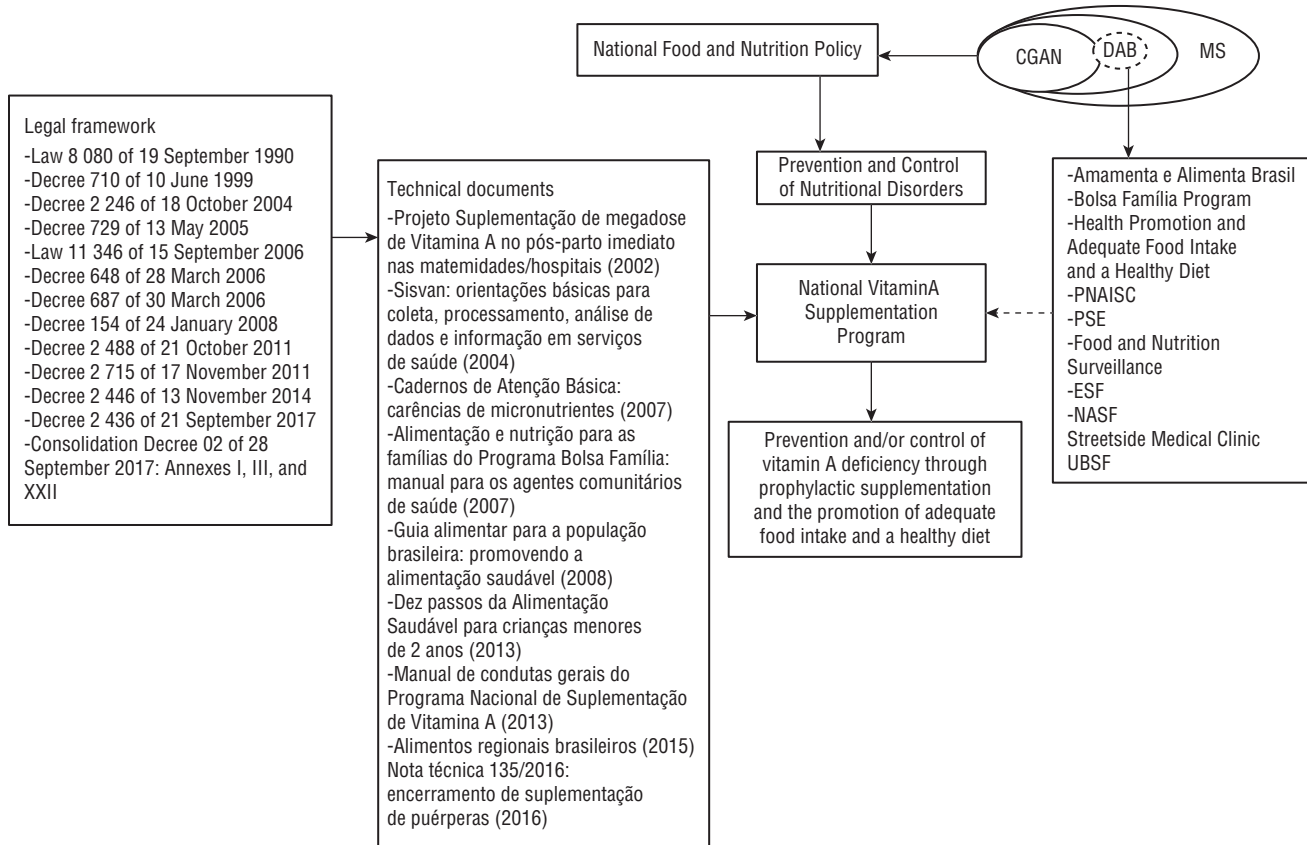 National Food and Nutrition Policy
CGAN
DAB
MS
Legal framework
-Law 8 080 of 19 September 1990
-Decree 710 of 10 June 1999
-Decree 2 246 of 18 October 2004
-Decree 729 of 13 May 2005
-Law 11 346 of 15 September 2006
-Decree 648 of 28 March 2006
-Decree 687 of 30 March 2006
-Decree 154 of 24 January 2008
-Decree 2 488 of 21 October 2011
-Decree 2 715 of 17 November 2011
-Decree 2 446 of 13 November 2014
-Decree 2 436 of 21 September 2017
-Consolidation Decree 02 of 28
September 2017: Annexes I, III, and
XXII
Technical documents
-Projeto Suplementação de megadose
de Vitamina A no pós-parto imediato
nas matemidades/hospitais (2002)
-Sisvan: orientações básicas para
coleta, processamento, análise de
dados e informação em serviços
de saúde (2004)
-Cadernos de Atenção Básica:
carências de micronutrientes (2007)
-Alimentação e nutrição para as
famílias do Programa Bolsa Família:
manual para os agentes comunitários
de saúde (2007)
-Guia alimentar para a população
brasileira: promovendo a
alimentação saudável (2008)
-Dez passos da Alimentação
Saudável para crianças menores
de 2 anos (2013)
-Manual de condutas gerais do
Programa Nacional de Suplementação
de Vitamina A (2013)
-Alimentos regionais brasileiros (2015)
Nota técnica 135/2016:
encerramento de suplementação
de puérperas (2016)
Prevention and Control
of Nutritional Disorders
National VitaminA
Supplementation
Program
Prevention and/or control of
vitamin A deficiency through
prophylactic supplementation
and the promotion of adequate
food intake and a healthy diet
-Amamenta e Alimenta Brasil
-Bolsa Família Program
-Health Promotion and
Adequate Food Intake
and a Healthy Diet
-PNAISC
-PSE
-Food and Nutrition
Surveillance
-ESF
-NASF
Streetside Medical Clinic
UBSF